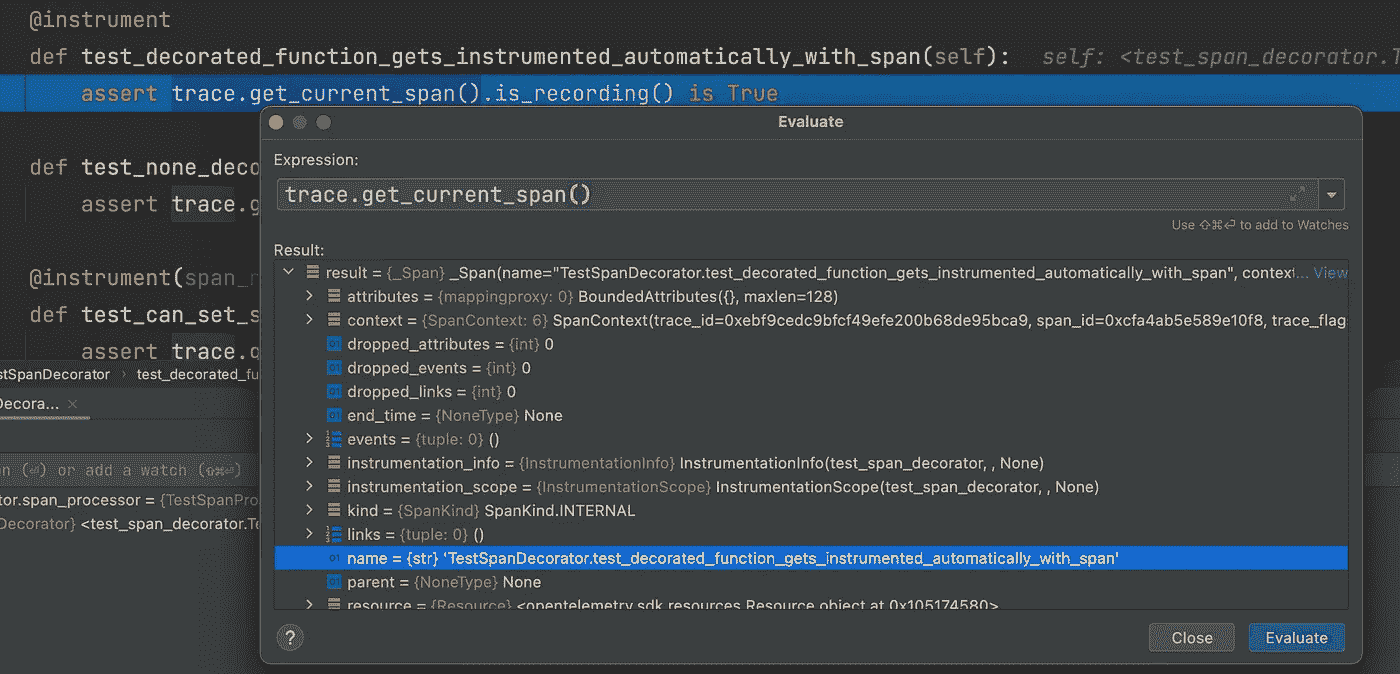 @instrument
def test_decorated_function_gets_instrumented_automatically_with_span(self): self: <test_span_decorator.T
assert trace.get_current_span().is_recording() is True
Evaluate
def test_none_deco
Expression:
assert trace.g
trace.get_current_span()
Use ⇧⌘⏎ to add to Watches
Result:
@instrument(span_n
result = {_Span} _Span(name="TestSpanDecorator.test_decorated_function_gets_instrumented_automatically_with_span", context... View
attributes = {mappingproxy: 0} BoundedAttributes({}, maxlen=128)
def test_can_set_s
context = {SpanContext: 6} SpanContext(trace_id=0xebf9cedc9bfcf49efe200b68de95bca9, span_id=0xcfa4ab5e589e10f8, trace_flag
assert trace.g
dropped_attributes = {int} 0
stSpanDecorator › test_decorated_fu
dropped_events = {int} 0
dropped_links = {int} 0
Decora... ×
end_time = {NoneType} None
events = {tuple: 0} ()
n (⏎) or add a watch (⇧⌘⏎)
instrumentation_info = {InstrumentationInfo} InstrumentationInfo(test_span_decorator, , None)
instrumentation_scope = {InstrumentationScope} InstrumentationScope(test_span_decorator, , None)
tor.span_processor = {TestSpanPro
kind = {SpanKind} SpanKind.INTERNAL
Decorator} <test_span_decorator.Te
links = {tuple: 0} ()
name = {str} 'TestSpanDecorator.test_decorated_function_gets_instrumented_automatically_with_span'
parent = {NoneType} None
resource = {Resource} <opentelemetry.sdk.resources.Resource object at 0x105174580>
?
Close
Evaluate